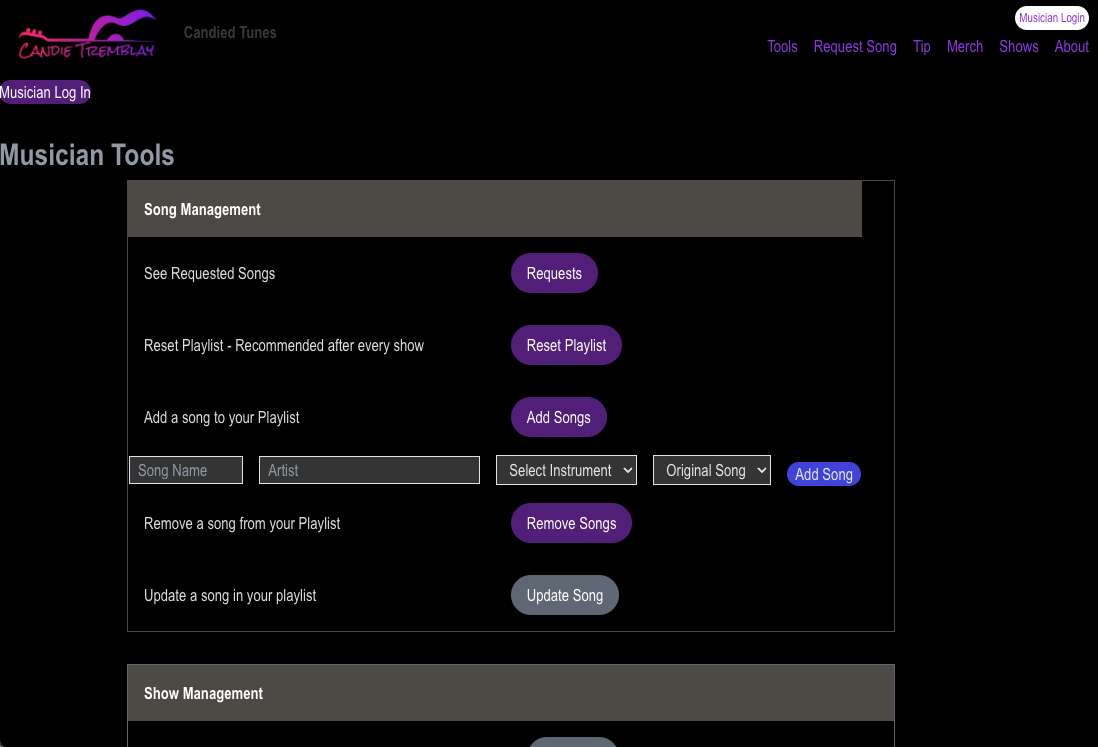 CANDIE TREMBLAY
Candied Tunes
Musician Login
Tools Request Song Tip Merch Shows About
Musician Log In
Musician Tools
Song Management
See Requested Songs Requests
Reset Playlist - Recommended after every show Reset Playlist
Add a song to your Playlist Add Songs
Song Name Artist Select Instrument Original Song Add Song
Remove a song from your Playlist Remove Songs
Update a song in your playlist Update Song
Show Management